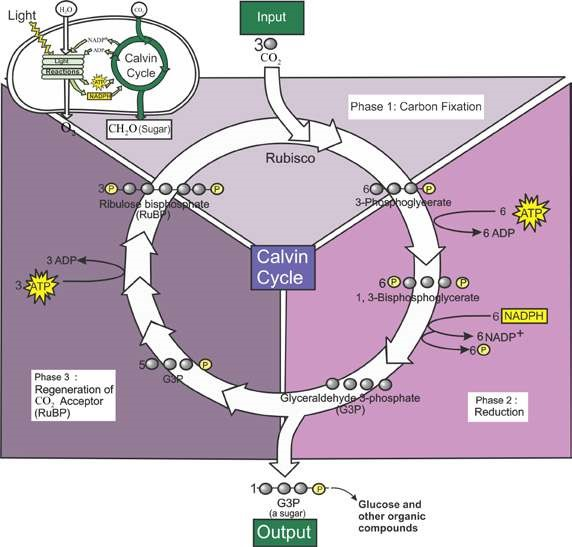 Light
H₂O
CO₂
NADP⁺
ADP
Light
Reactions
ATP
NADPH
Calvin
Cycle
O₂
CH₂O (Sugar)
Input
3
CO₂
Phase 1: Carbon Fixation
Rubisco
3 P P
Ribulose bisphosphate
(RuBP)
6 P
3-Phosphoglycerate
6 ATP
6 ADP
Calvin
Cycle
3 ADP
3 ATP
6 P P
1, 3-Bisphosphoglycerate
6 NADPH
6 NADP⁺
6 P
5 P
G3P
Glyceraldehyde 3-phosphate
(G3P)
Phase 3 :
Regeneration of
CO₂ Acceptor
(RuBP)
Phase 2 :
Reduction
1 P
G3P
(a sugar)
Glucose and
other organic
compounds
Output